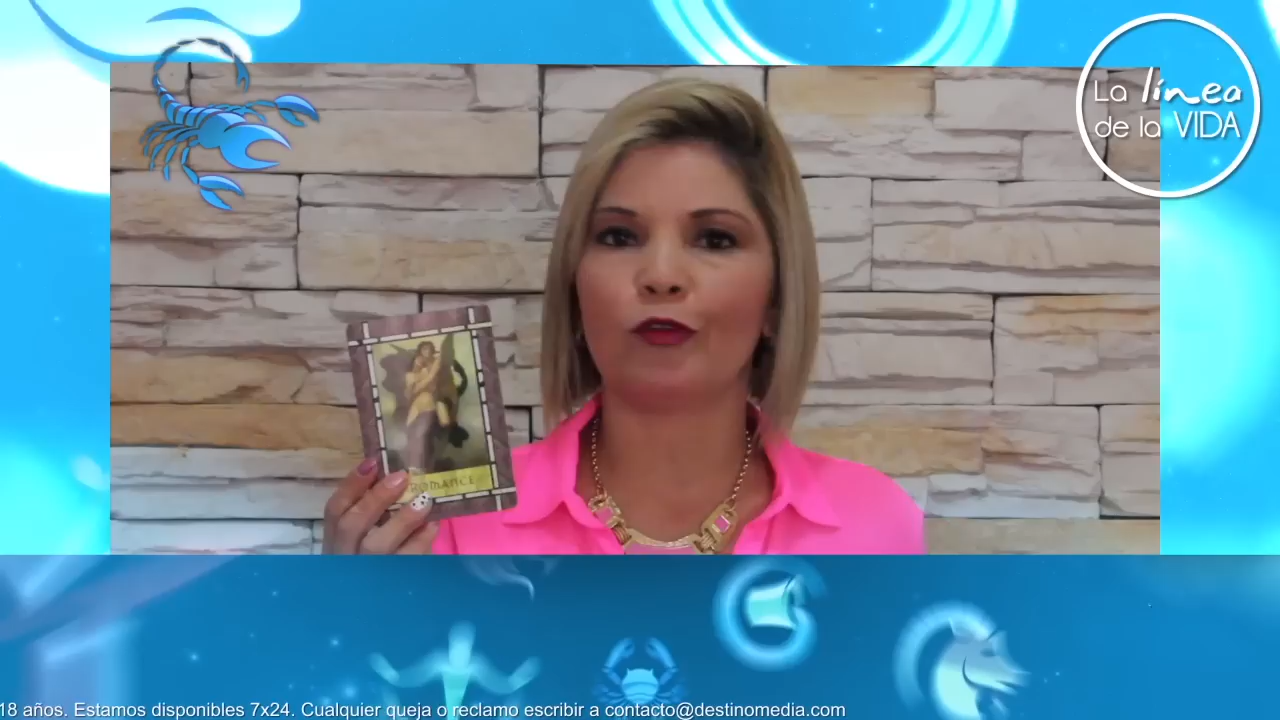 La línea
de la VIDA
ROMANCE
18 años. Estamos disponibles 7x24. Cualquier queja o reclamo escribir a contacto@destinomedia.com